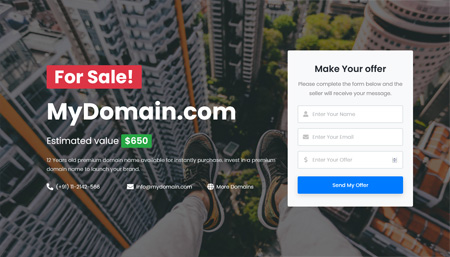 For Sale!
MyDomain.com
Estimated value $650
12 Years old premium domain name available for instantly purchase. Invest in a premium
domain name to launch your brand.
(+91) 11-2142-566
info@mydomain.com
More Domains
Make Your offer
Please complete the form below and the
seller will receive your message.
Enter Your Name
Enter Your Email
$ Enter Your Offer
Send My Offer